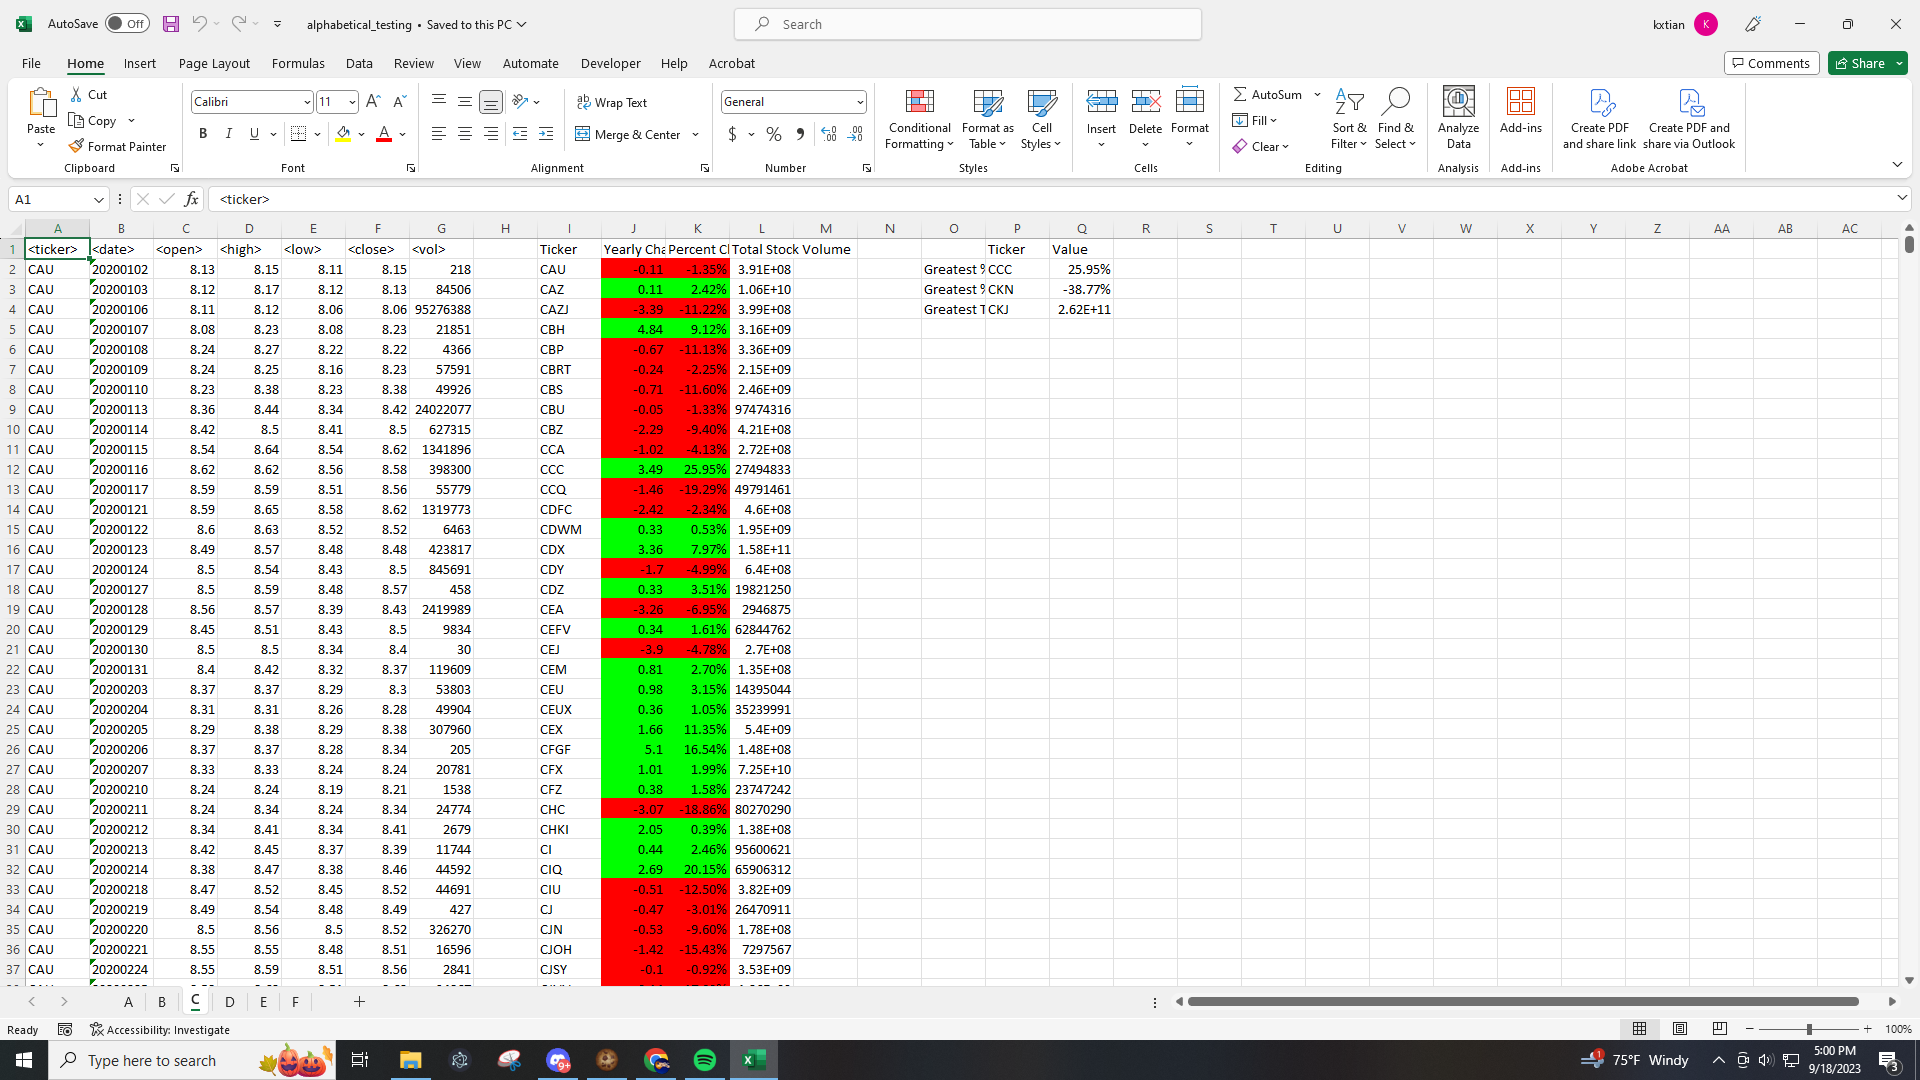 AutoSave Off alphabetical_testing • Saved to this PC Search kxtian K
File Home Insert Page Layout Formulas Data Review View Automate Developer Help Acrobat Comments Share
Paste Cut Copy Format Painter Clipboard
Calibri 11 B I U A Font
Wrap Text Merge & Center Alignment
General $ % Number
Conditional Formatting Format as Table Cell Styles Styles
Insert Delete Format Cells
AutoSum Fill Clear Sort & Filter Find & Select Editing
Analyze Data Analysis
Add-ins Add-ins
Create PDF and share link Create PDF and share via Outlook Adobe Acrobat
A1 fx <ticker>
A B C D E F G H I J K L M N O P Q R S T U V W X Y Z AA AB AC
1 <ticker> <date> <open> <high> <low> <close> <vol> Ticker Yearly Cha Percent Cl Total Stock Volume Ticker Value
2 CAU 20200102 8.13 8.15 8.11 8.15 218 CAU -0.11 -1.35% 3.91E+08 Greatest % CCC 25.95%
3 CAU 20200103 8.12 8.17 8.12 8.13 84506 CAZ 0.11 2.42% 1.06E+10 Greatest % CKN -38.77%
4 CAU 20200106 8.11 8.12 8.06 8.06 95276388 CAZJ -3.39 -11.22% 3.99E+08 Greatest T CKJ 2.62E+11
5 CAU 20200107 8.08 8.23 8.08 8.23 21851 CBH 4.84 9.12% 3.16E+09
6 CAU 20200108 8.24 8.27 8.22 8.22 4366 CBP -0.67 -11.13% 3.36E+09
7 CAU 20200109 8.24 8.25 8.16 8.23 57591 CBRT -0.24 -2.25% 2.15E+09
8 CAU 20200110 8.23 8.38 8.23 8.38 49926 CBS -0.71 -11.60% 2.46E+09
9 CAU 20200113 8.36 8.44 8.34 8.42 24022077 CBU -0.05 -1.33% 97474316
10 CAU 20200114 8.42 8.5 8.41 8.5 627315 CBZ -2.29 -9.40% 4.21E+08
11 CAU 20200115 8.54 8.64 8.54 8.62 1341896 CCA -1.02 -4.13% 2.72E+08
12 CAU 20200116 8.62 8.62 8.56 8.58 398300 CCC 3.49 25.95% 27494833
13 CAU 20200117 8.59 8.59 8.51 8.56 55779 CCQ -1.46 -19.29% 49791461
14 CAU 20200121 8.59 8.65 8.58 8.62 1319773 CDFC -2.42 -2.34% 4.6E+08
15 CAU 20200122 8.6 8.63 8.52 8.52 6463 CDWM 0.33 0.53% 1.95E+09
16 CAU 20200123 8.49 8.57 8.48 8.48 423817 CDX 3.36 7.97% 1.58E+11
17 CAU 20200124 8.5 8.54 8.43 8.5 845691 CDY -1.7 -4.99% 6.4E+08
18 CAU 20200127 8.5 8.59 8.48 8.57 458 CDZ 0.33 3.51% 19821250
19 CAU 20200128 8.56 8.57 8.39 8.43 2419989 CEA -3.26 -6.95% 2946875
20 CAU 20200129 8.45 8.51 8.43 8.5 9834 CEFV 0.34 1.61% 62844762
21 CAU 20200130 8.5 8.5 8.34 8.4 30 CEJ -3.9 -4.78% 2.7E+08
22 CAU 20200131 8.4 8.42 8.32 8.37 119609 CEM 0.81 2.70% 1.35E+08
23 CAU 20200203 8.37 8.37 8.29 8.3 53803 CEU 0.98 3.15% 14395044
24 CAU 20200204 8.31 8.31 8.26 8.28 49904 CEUX 0.36 1.05% 35239991
25 CAU 20200205 8.29 8.38 8.29 8.38 307960 CEX 1.66 11.35% 5.4E+09
26 CAU 20200206 8.37 8.37 8.28 8.34 205 CFGF 5.1 16.54% 1.48E+08
27 CAU 20200207 8.33 8.33 8.24 8.24 20781 CFX 1.01 1.99% 7.25E+10
28 CAU 20200210 8.24 8.24 8.19 8.21 1538 CFZ 0.38 1.58% 23747242
29 CAU 20200211 8.24 8.34 8.24 8.34 24774 CHC -3.07 -18.86% 80270290
30 CAU 20200212 8.34 8.41 8.34 8.41 2679 CHKI 2.05 0.39% 1.38E+08
31 CAU 20200213 8.42 8.45 8.37 8.39 11744 CI 0.44 2.46% 95600621
32 CAU 20200214 8.38 8.47 8.38 8.46 44592 CIQ 2.69 20.15% 65906312
33 CAU 20200218 8.47 8.52 8.45 8.52 44691 CIU -0.51 -12.50% 3.82E+09
34 CAU 20200219 8.49 8.54 8.48 8.49 427 CJ -0.47 -3.01% 26470911
35 CAU 20200220 8.5 8.56 8.5 8.52 326270 CJN -0.53 -9.60% 1.78E+08
36 CAU 20200221 8.55 8.55 8.48 8.51 16596 CJOH -1.42 -15.43% 7297567
37 CAU 20200224 8.55 8.59 8.51 8.56 2841 CJSY -0.1 -0.92% 3.53E+09
A B C D E F
Ready Accessibility: Investigate 100%
Type here to search 9+ 1 75°F Windy 5:00 PM 9/18/2023 3